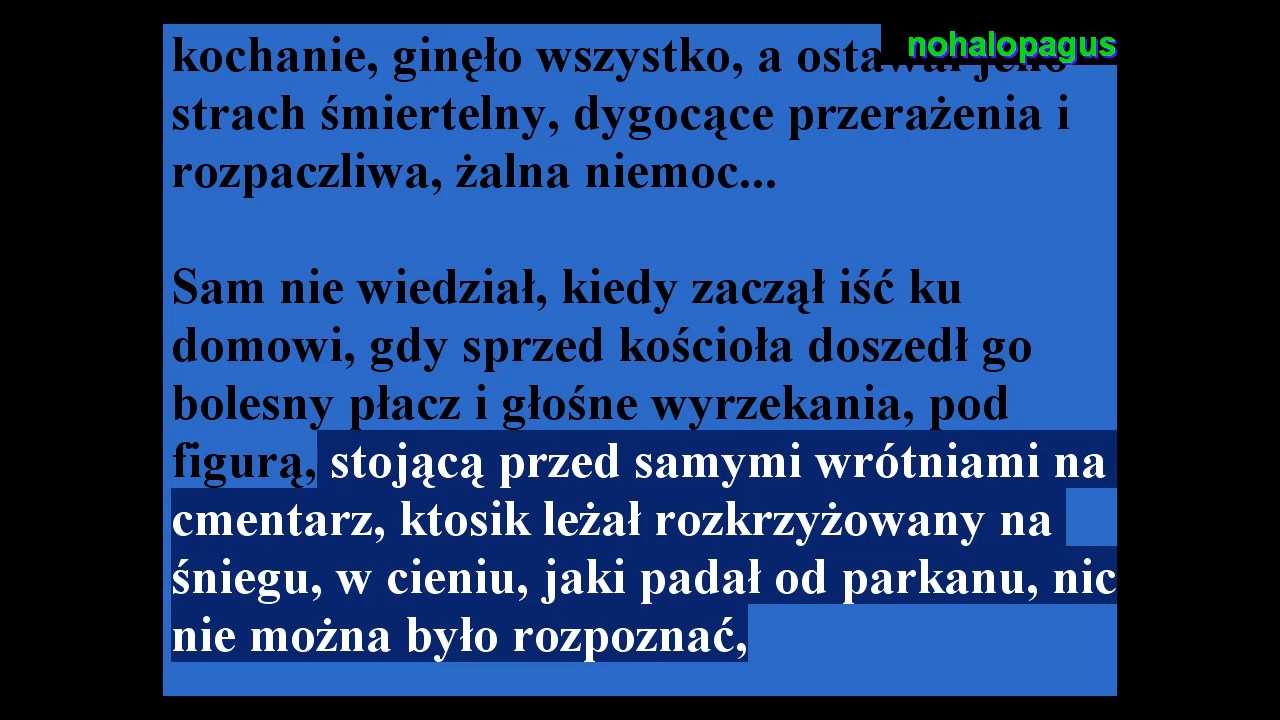 nohalopagus
kochanie, ginęło wszystko, a ostawał jeno
strach śmiertelny, dygocące przerażenia i
rozpaczliwa, żalna niemoc...
Sam nie wiedział, kiedy zaczął iść ku
domowi, gdy sprzed kościoła doszedł go
bolesny płacz i głośne wyrzekania, pod
figurą, stojącą przed samymi wrótniami na
cmentarz, ktosik leżał rozkrzyżowany na
śniegu, w cieniu, jaki padał od parkanu, nic
nie można było rozpoznać,